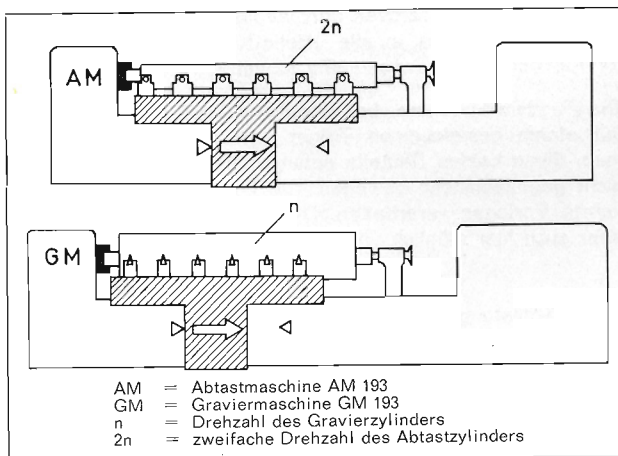 2n
AM
n
GM
AM = Abtastmaschine AM 193
GM = Graviermaschine GM 193
n = Drehzahl des Gravierzylinders
2n = zweifache Drehzahl des Abtastzylinders